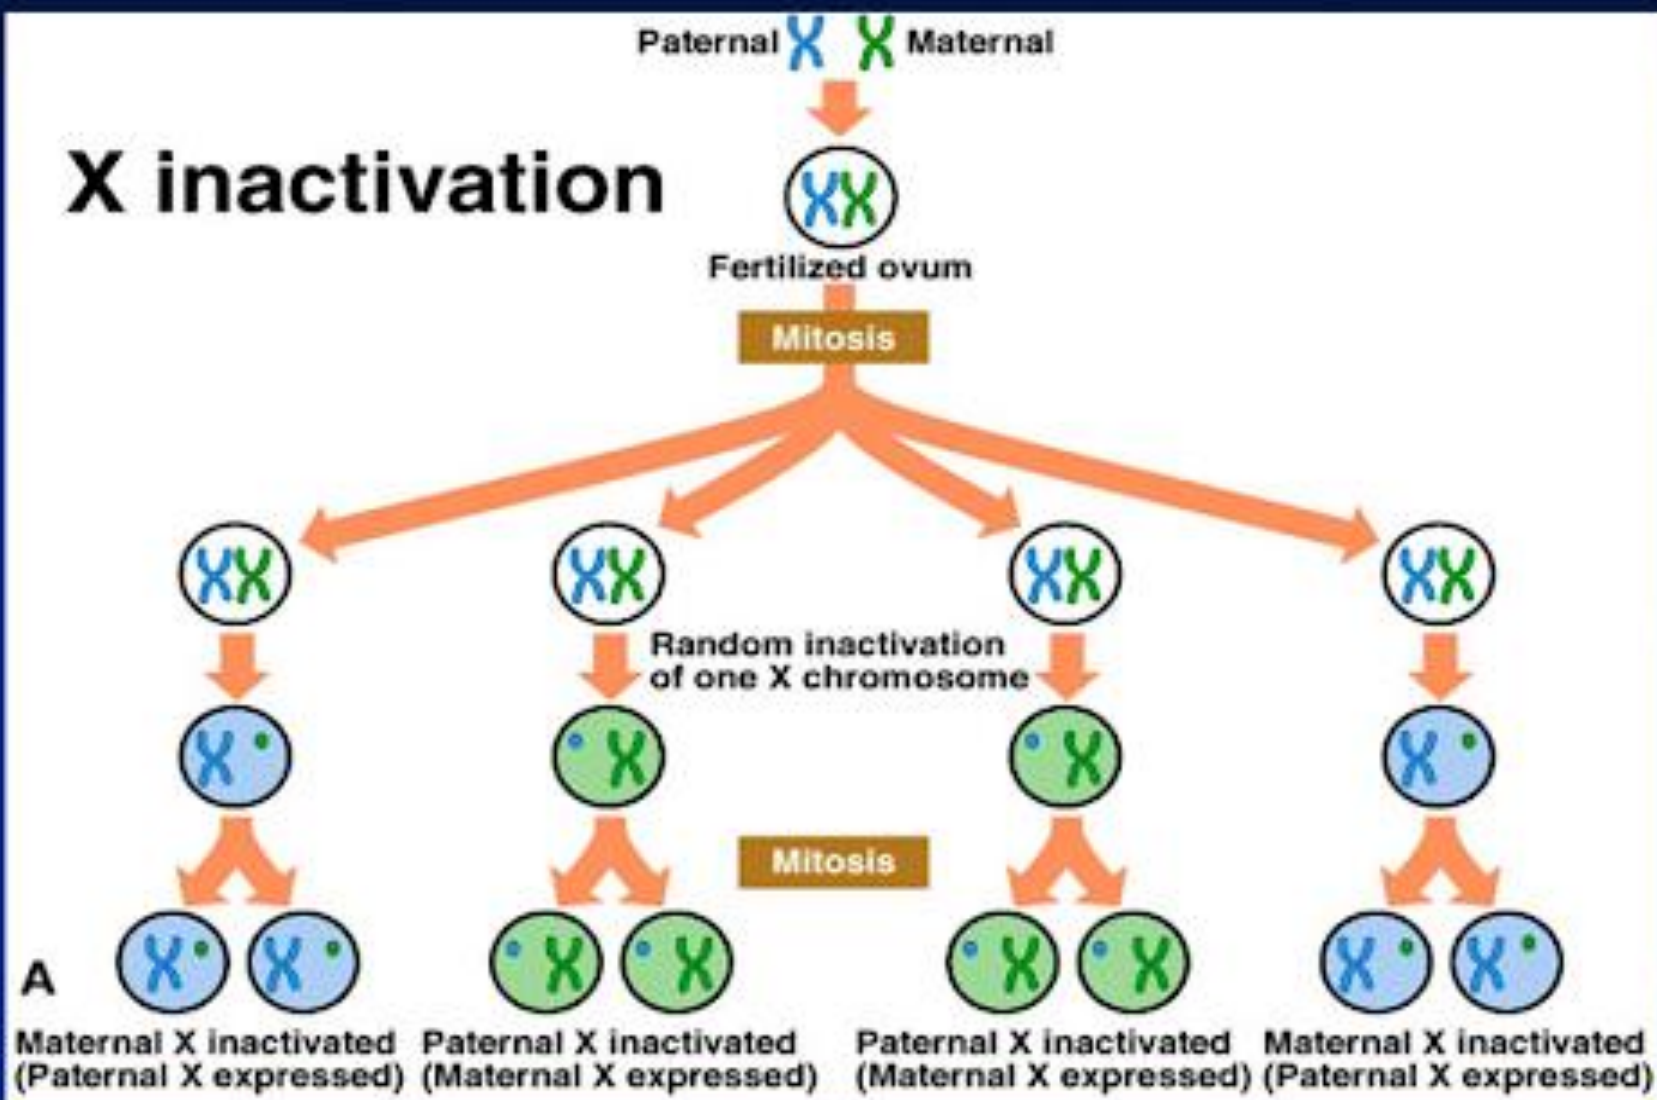 Paternal Maternal
X inactivation
Fertilized ovum
Mitosis
Random inactivation
of one X chromosome
Mitosis
A
Maternal X inactivated
(Paternal X expressed)
Paternal X inactivated
(Maternal X expressed)
Paternal X inactivated
(Maternal X expressed)
Maternal X inactivated
(Paternal X expressed)